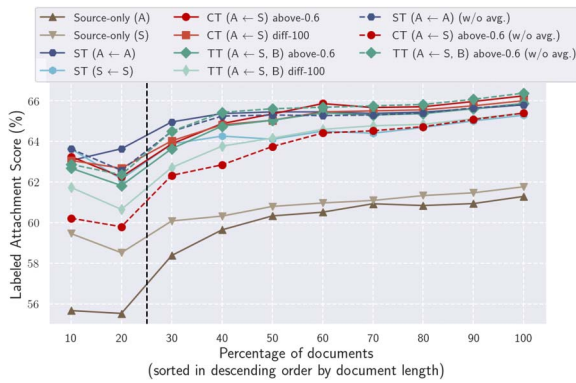 Source-only (A)
Source-only (S)
ST (A ← A)
ST (S ← S)
CT (A ← S) above-0.6
CT (A ← S) diff-100
TT (A ← S, B) above-0.6
TT (A ← S, B) diff-100
ST (A ← A) (w/o avg.)
CT (A ← S) above-0.6 (w/o avg.)
TT (A ← S, B) above-0.6 (w/o avg.)
Labeled Attachment Score (%)
66
64
62
60
58
56
10 20 30 40 50 60 70 80 90 100
Percentage of documents
(sorted in descending order by document length)